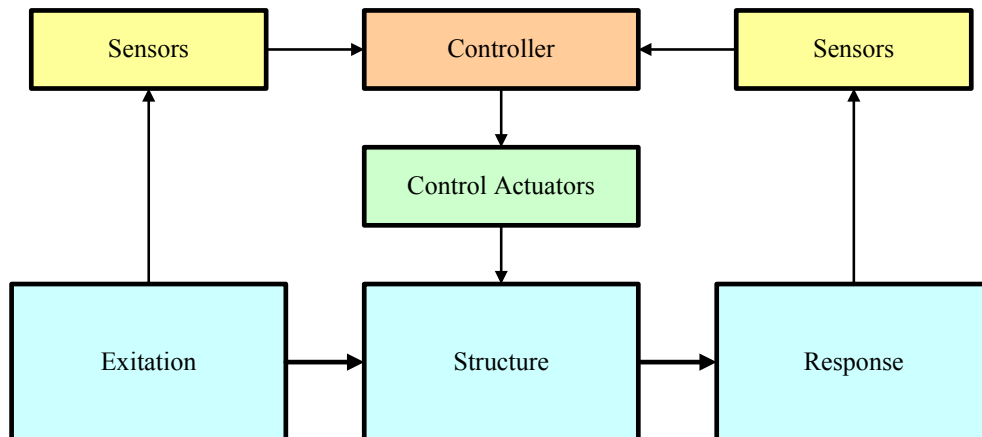 Sensors
Controller
Sensors
Control Actuators
Exitation
Structure
Response